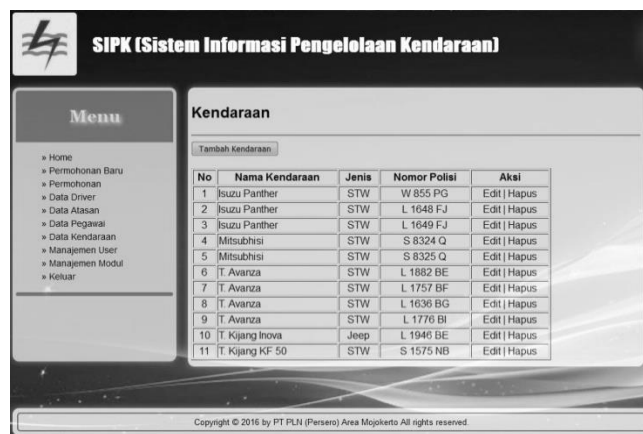 SIPK (Sistem Informasi Pengelolaan Kendaraan)
Menu
» Home
» Permohonan Baru
» Permohonan
» Data Driver
» Data Atasan
» Data Pegawai
» Data Kendaraan
» Manajemen User
» Manajemen Modul
» Keluar
Kendaraan
Tambah Kendaraan
No Nama Kendaraan Jenis Nomor Polisi Aksi
1 Isuzu Panther STW W 855 PG Edit | Hapus
2 Isuzu Panther STW L 1648 FJ Edit | Hapus
3 Isuzu Panther STW L 1649 FJ Edit | Hapus
4 Mitsubhisi STW S 8324 Q Edit | Hapus
5 Mitsubhisi STW S 8325 Q Edit | Hapus
6 T. Avanza STW L 1882 BE Edit | Hapus
7 T. Avanza STW L 1757 BF Edit | Hapus
8 T. Avanza STW L 1636 BG Edit | Hapus
9 T. Avanza STW L 1776 BI Edit | Hapus
10 T. Kijang Inova Jeep L 1946 BE Edit | Hapus
11 T. Kijang KF 50 STW S 1575 NB Edit | Hapus
Copyright © 2016 by PT PLN (Persero) Area Mojokerto All rights reserved.